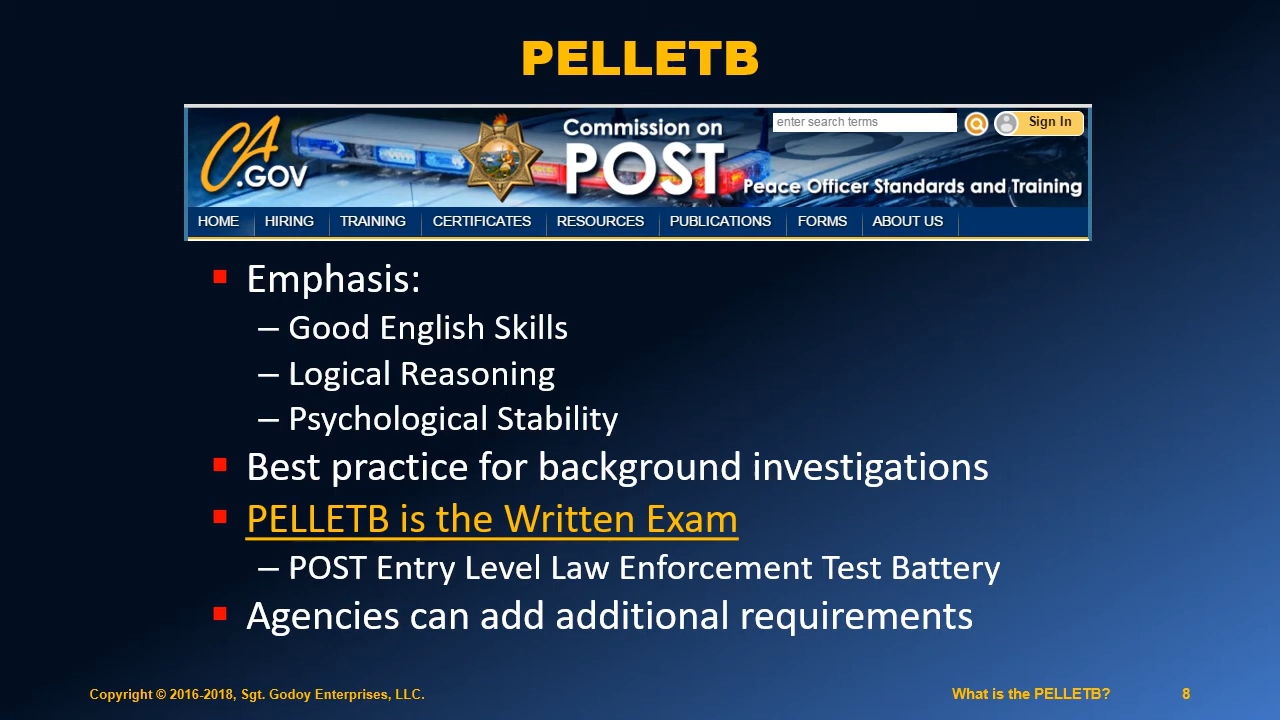 PELLETB
CA.GOV
Commission on
POST
Peace Officer Standards and Training
enter search terms
Sign In
HOME HIRING TRAINING CERTIFICATES RESOURCES PUBLICATIONS FORMS ABOUT US
Emphasis:
– Good English Skills
– Logical Reasoning
– Psychological Stability
Best practice for background investigations
PELLETB is the Written Exam
– POST Entry Level Law Enforcement Test Battery
Agencies can add additional requirements
Copyright © 2016-2018, Sgt. Godoy Enterprises, LLC.
What is the PELLETB? 8